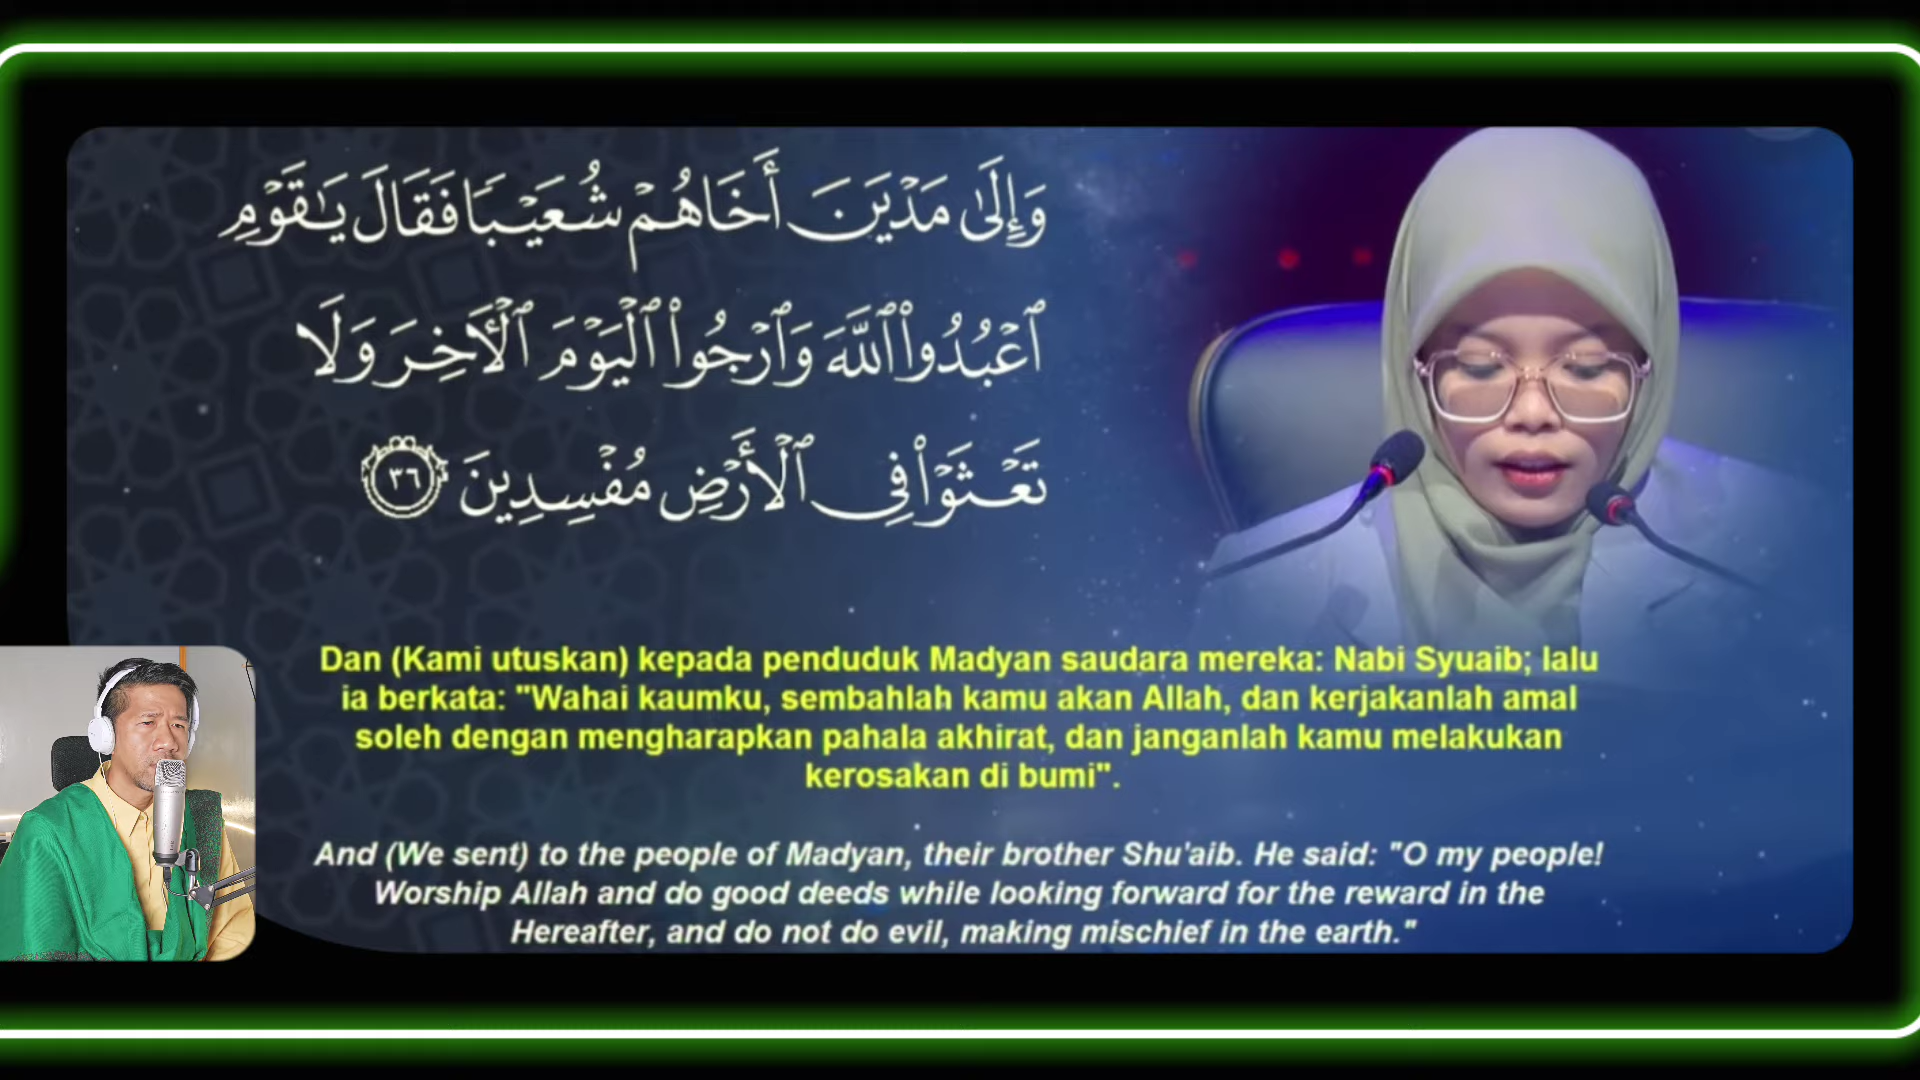 وَإِلَىٰ مَدْيَنَ أَخَاهُمْ شُعَيْبًا فَقَالَ يَـٰقَوْمِ
ٱعْبُدُوا۟ ٱللَّهَ وَٱرْجُوا۟ ٱلْيَوْمَ ٱلْـَٔاخِرَ وَلَا
تَعْثَوْا۟ فِى ٱلْأَرْضِ مُفْسِدِينَ ٣٦
Dan (Kami utuskan) kepada penduduk Madyan saudara mereka: Nabi Syuaib; lalu
ia berkata: "Wahai kaumku, sembahlah kamu akan Allah, dan kerjakanlah amal
soleh dengan mengharapkan pahala akhirat, dan janganlah kamu melakukan
kerosakan di bumi".
And (We sent) to the people of Madyan, their brother Shu'aib. He said: "O my people!
Worship Allah and do good deeds while looking forward for the reward in the
Hereafter, and do not do evil, making mischief in the earth."